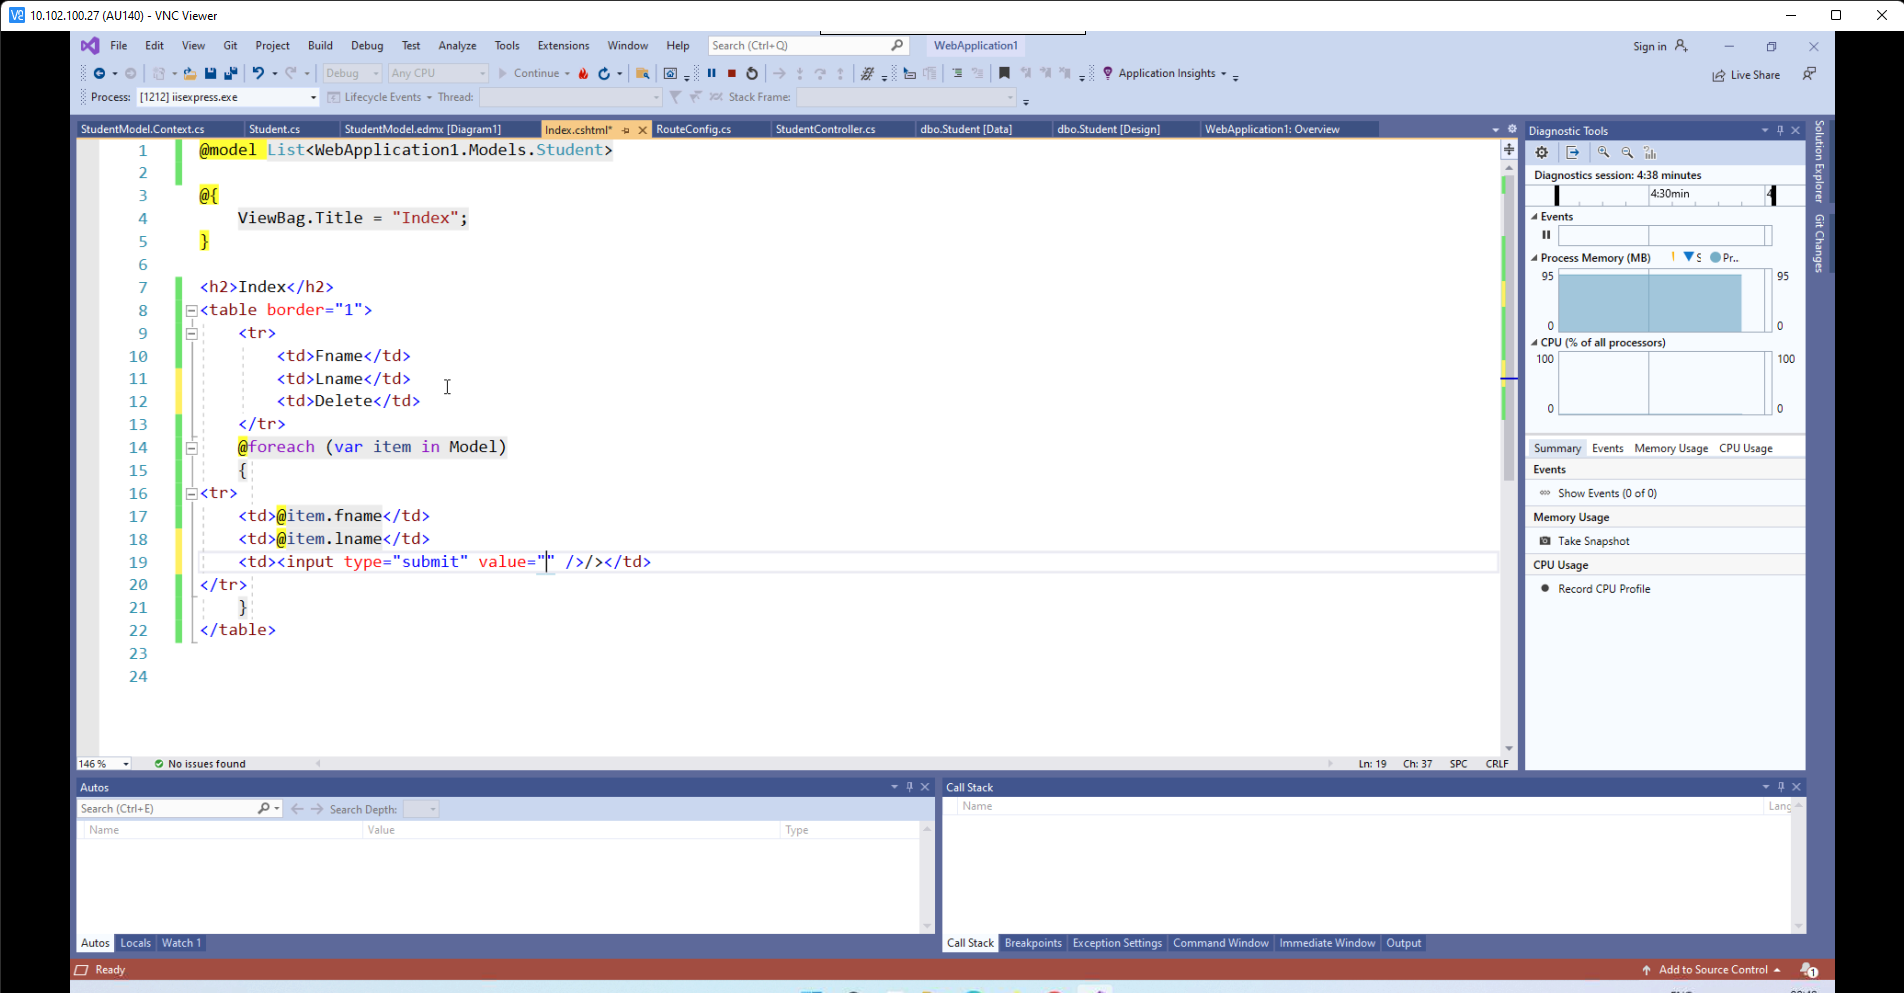 10.102.100.27 (AU140) - VNC Viewer
File Edit View Git Project Build Debug Test Analyze Tools Extensions Window Help Search (Ctrl+Q) WebApplication1 Sign in
Debug Any CPU Continue Application Insights Live Share
Process: [1212] iisexpress.exe Lifecycle Events Thread: Stack Frame:
StudentModel.Context.cs Student.cs StudentModel.edmx [Diagram1] Index.cshtml* RouteConfig.cs StudentController.cs dbo.Student [Data] dbo.Student [Design] WebApplication1: Overview
1 @model List<WebApplication1.Models.Student>
2
3 @{
4 ViewBag.Title = "Index";
5 }
6
7 <h2>Index</h2>
8 <table border="1">
9 <tr>
10 <td>Fname</td>
11 <td>Lname</td>
12 <td>Delete</td>
13 </tr>
14 @foreach (var item in Model)
15 {
16 <tr>
17 <td>@item.fname</td>
18 <td>@item.lname</td>
19 <td><input type="submit" value="" />/></td>
20 </tr>
21 }
22 </table>
23
24
146 % No issues found Ln: 19 Ch: 37 SPC CRLF
Diagnostic Tools
Diagnostics session: 4:38 minutes
4:30min 4
Events
Process Memory (MB) S Pr..
95 95
0 0
CPU (% of all processors)
100 100
0 0
Summary Events Memory Usage CPU Usage
Events
Show Events (0 of 0)
Memory Usage
Take Snapshot
CPU Usage
Record CPU Profile
Solution Explorer
Git Changes
Autos
Search (Ctrl+E) Search Depth:
Name Value Type
Autos Locals Watch 1
Call Stack
Name Lang
Call Stack Breakpoints Exception Settings Command Window Immediate Window Output
Ready Add to Source Control 1